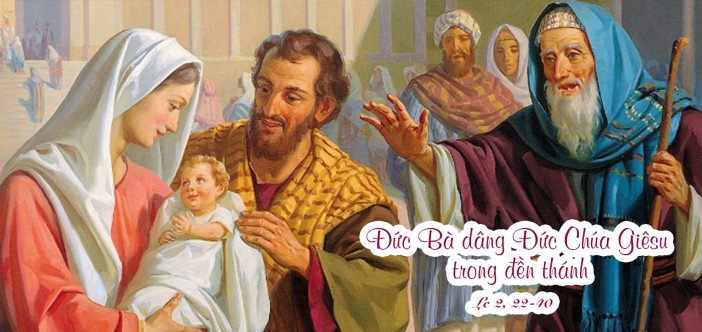 Đức Bà dâng Đức Chúa Giêsu
trong đền thánh
Lc 2, 22-40